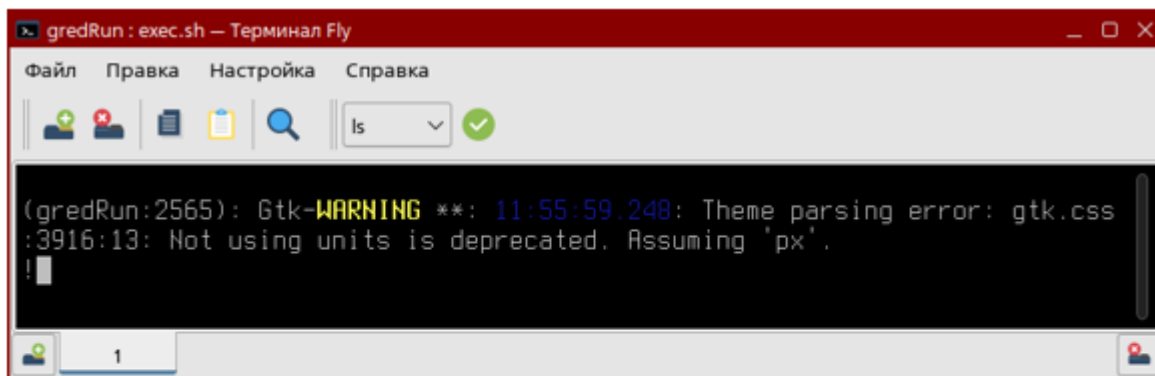 gredRun : exec.sh — Терминал Fly
Файл Правка Настройка Справка
ls
(gredRun:2565): Gtk-WARNING **: 11:55:59.248: Theme parsing error: gtk.css
:3916:13: Not using units is deprecated. Assuming 'px'.
!
1